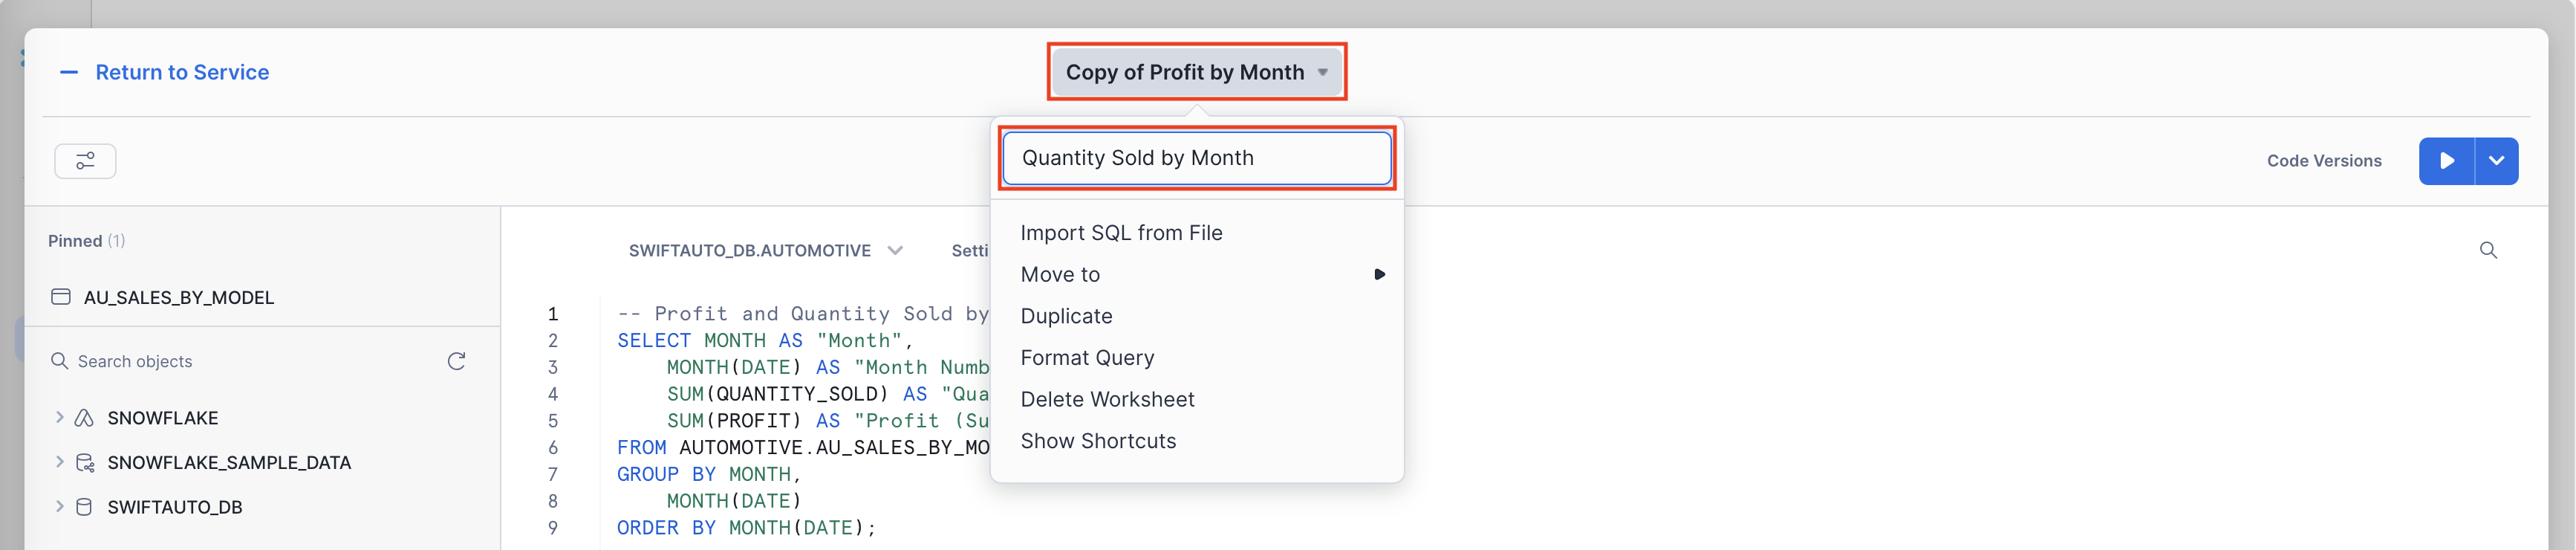 Return to Service
Copy of Profit by Month
Quantity Sold by Month
Code Versions
Import SQL from File
Move to
Duplicate
Format Query
Delete Worksheet
Show Shortcuts
Pinned (1)
AU_SALES_BY_MODEL
Search objects
SNOWFLAKE
SNOWFLAKE_SAMPLE_DATA
SWIFTAUTO_DB
SWIFTAUTO_DB.AUTOMOTIVE Setti
1 -- Profit and Quantity Sold by
2 SELECT MONTH AS "Month",
3 MONTH(DATE) AS "Month Numb
4 SUM(QUANTITY_SOLD) AS "Qua
5 SUM(PROFIT) AS "Profit (Su
6 FROM AUTOMOTIVE.AU_SALES_BY_MO
7 GROUP BY MONTH,
8 MONTH(DATE)
9 ORDER BY MONTH(DATE);